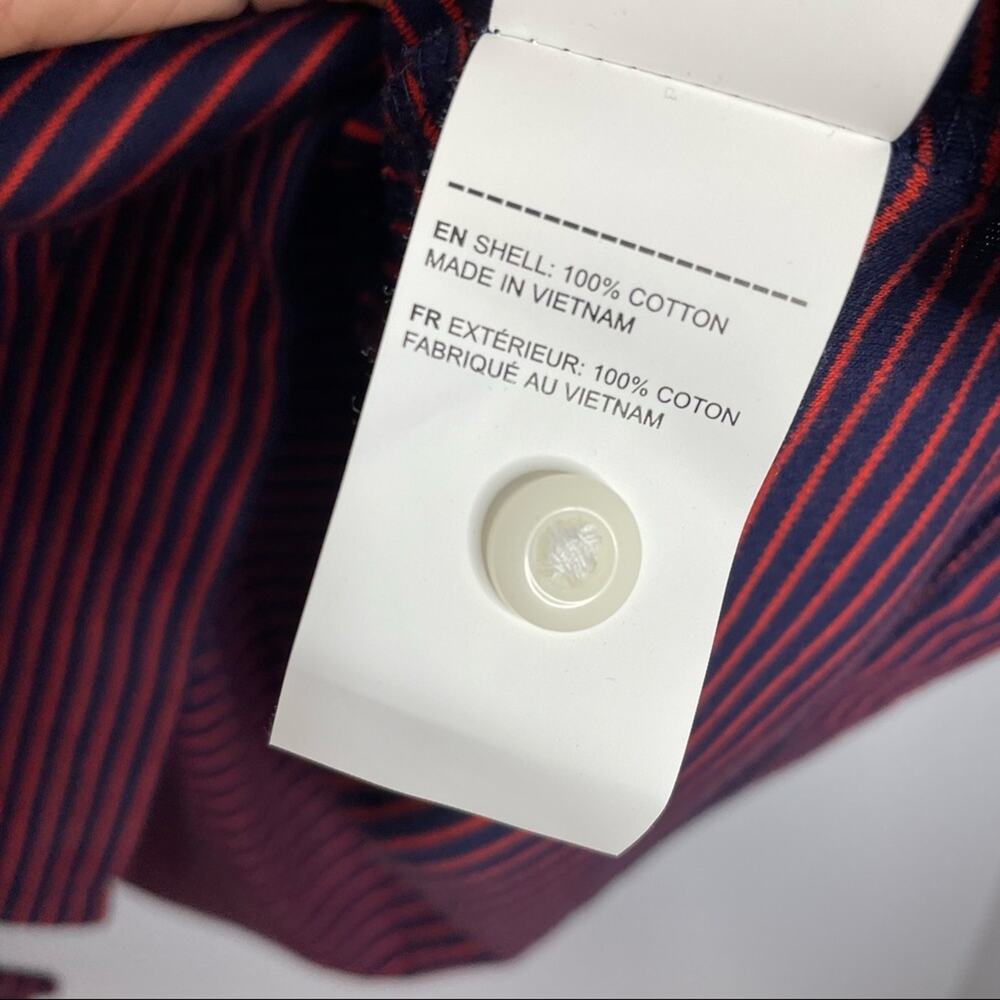 EN SHELL: 100% COTTON
MADE IN VIETNAM
FR EXTÉRIEUR: 100% COTON
FABRIQUÉ AU VIETNAM